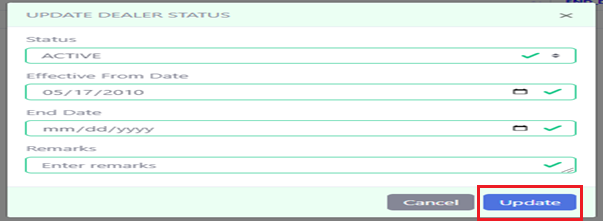 UPDATE DEALER STATUS
Status
ACTIVE
Effective From Date
05/17/2010
End Date
mm/dd/yyyy
Remarks
Enter remarks
Cancel Update